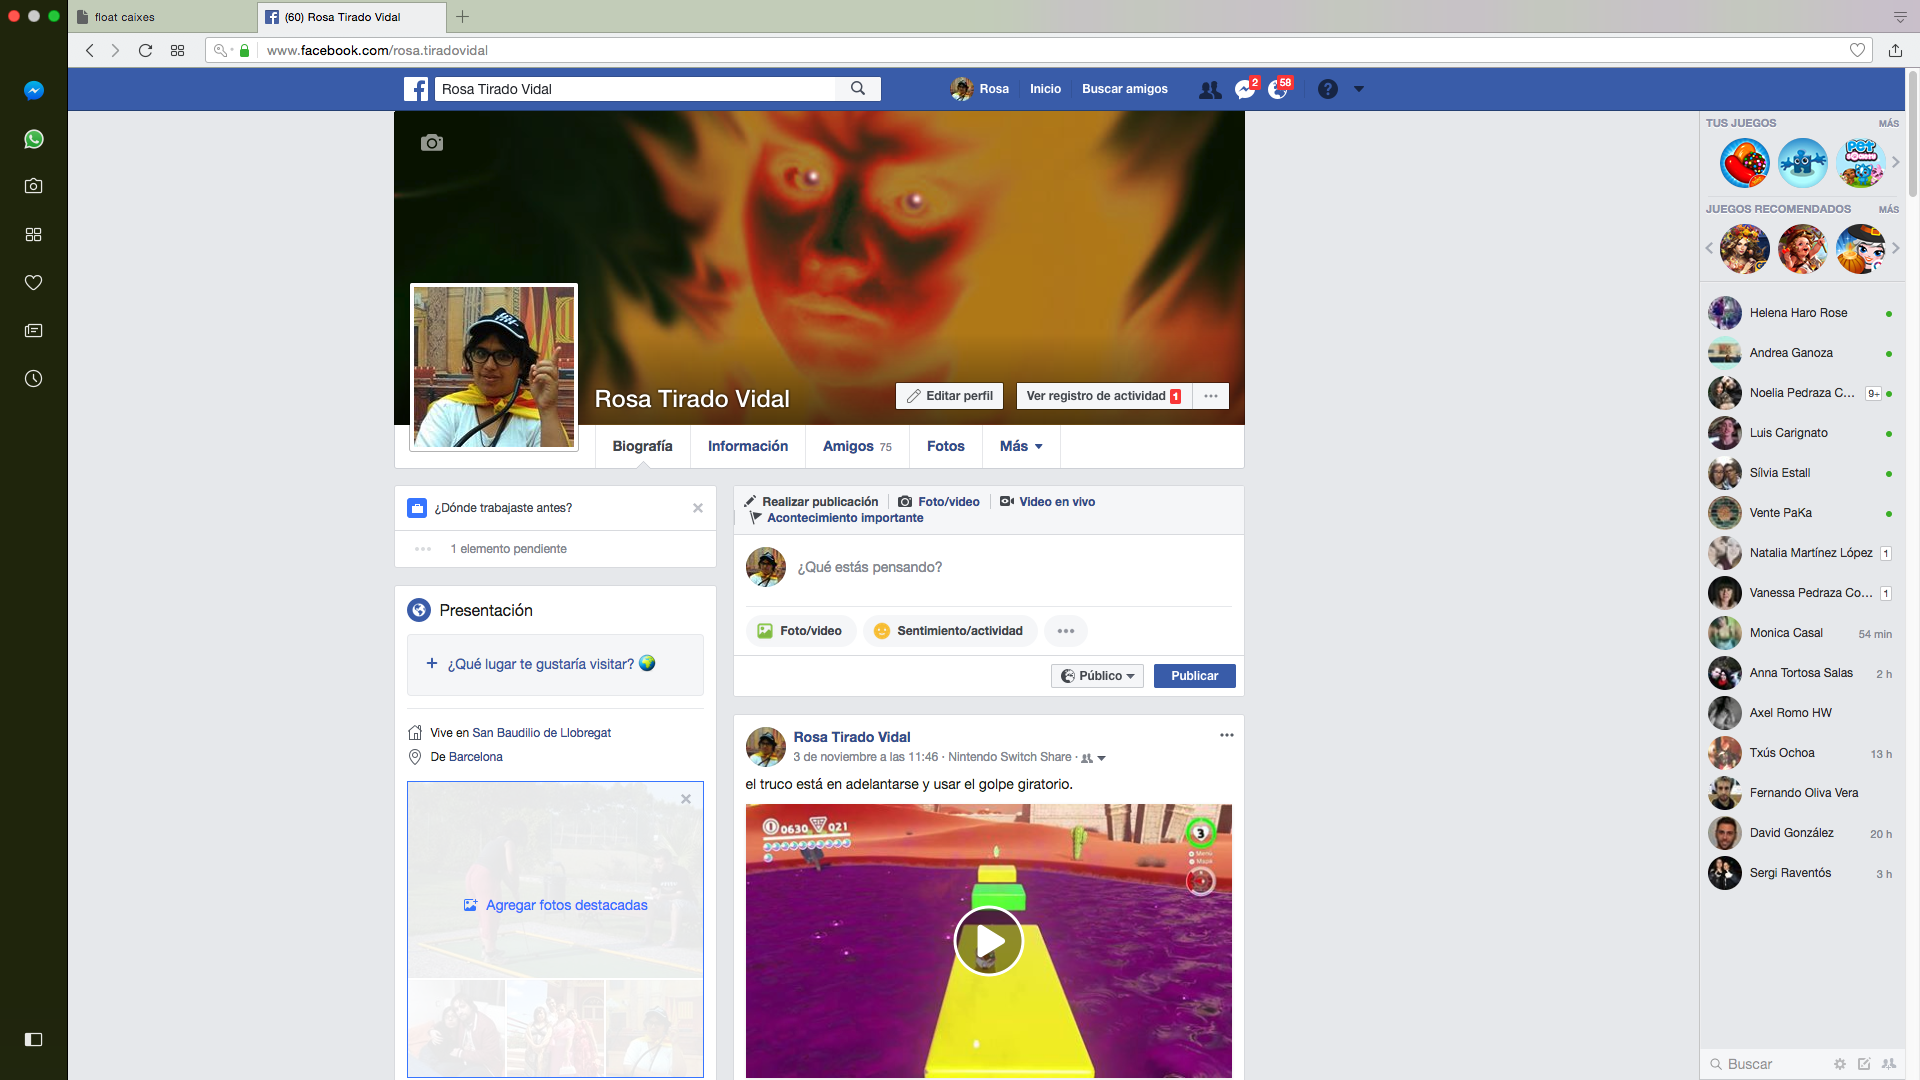 float caixes
(60) Rosa Tirado Vidal
www.facebook.com/rosa.tiradovidal
Rosa Tirado Vidal
Rosa
Inicio
Buscar amigos
2
58
Rosa Tirado Vidal
Editar perfil
Ver registro de actividad 1
Biografía
Información
Amigos 75
Fotos
Más
¿Dónde trabajaste antes?
1 elemento pendiente
Presentación
¿Qué lugar te gustaría visitar?
Vive en San Baudilio de Llobregat
De Barcelona
Agregar fotos destacadas
Realizar publicación
Foto/video
Video en vivo
Acontecimiento importante
¿Qué estás pensando?
Foto/video
Sentimiento/actividad
Público
Publicar
Rosa Tirado Vidal
3 de noviembre a las 11:46 · Nintendo Switch Share ·
el truco está en adelantarse y usar el golpe giratorio.
0630 021
3
Menú
Mapa
TUS JUEGOS
MÁS
PET SOCIETY
JUEGOS RECOMENDADOS
MÁS
Helena Haro Rose
Andrea Ganoza
Noelia Pedraza C... 9+
Luis Carignato
Sílvia Estall
Vente PaKa
Natalia Martínez López 1
Vanessa Pedraza Co... 1
Monica Casal 54 min
Anna Tortosa Salas 2 h
Axel Romo HW
Txús Ochoa 13 h
Fernando Oliva Vera
David González 20 h
Sergi Raventós 3 h
Buscar